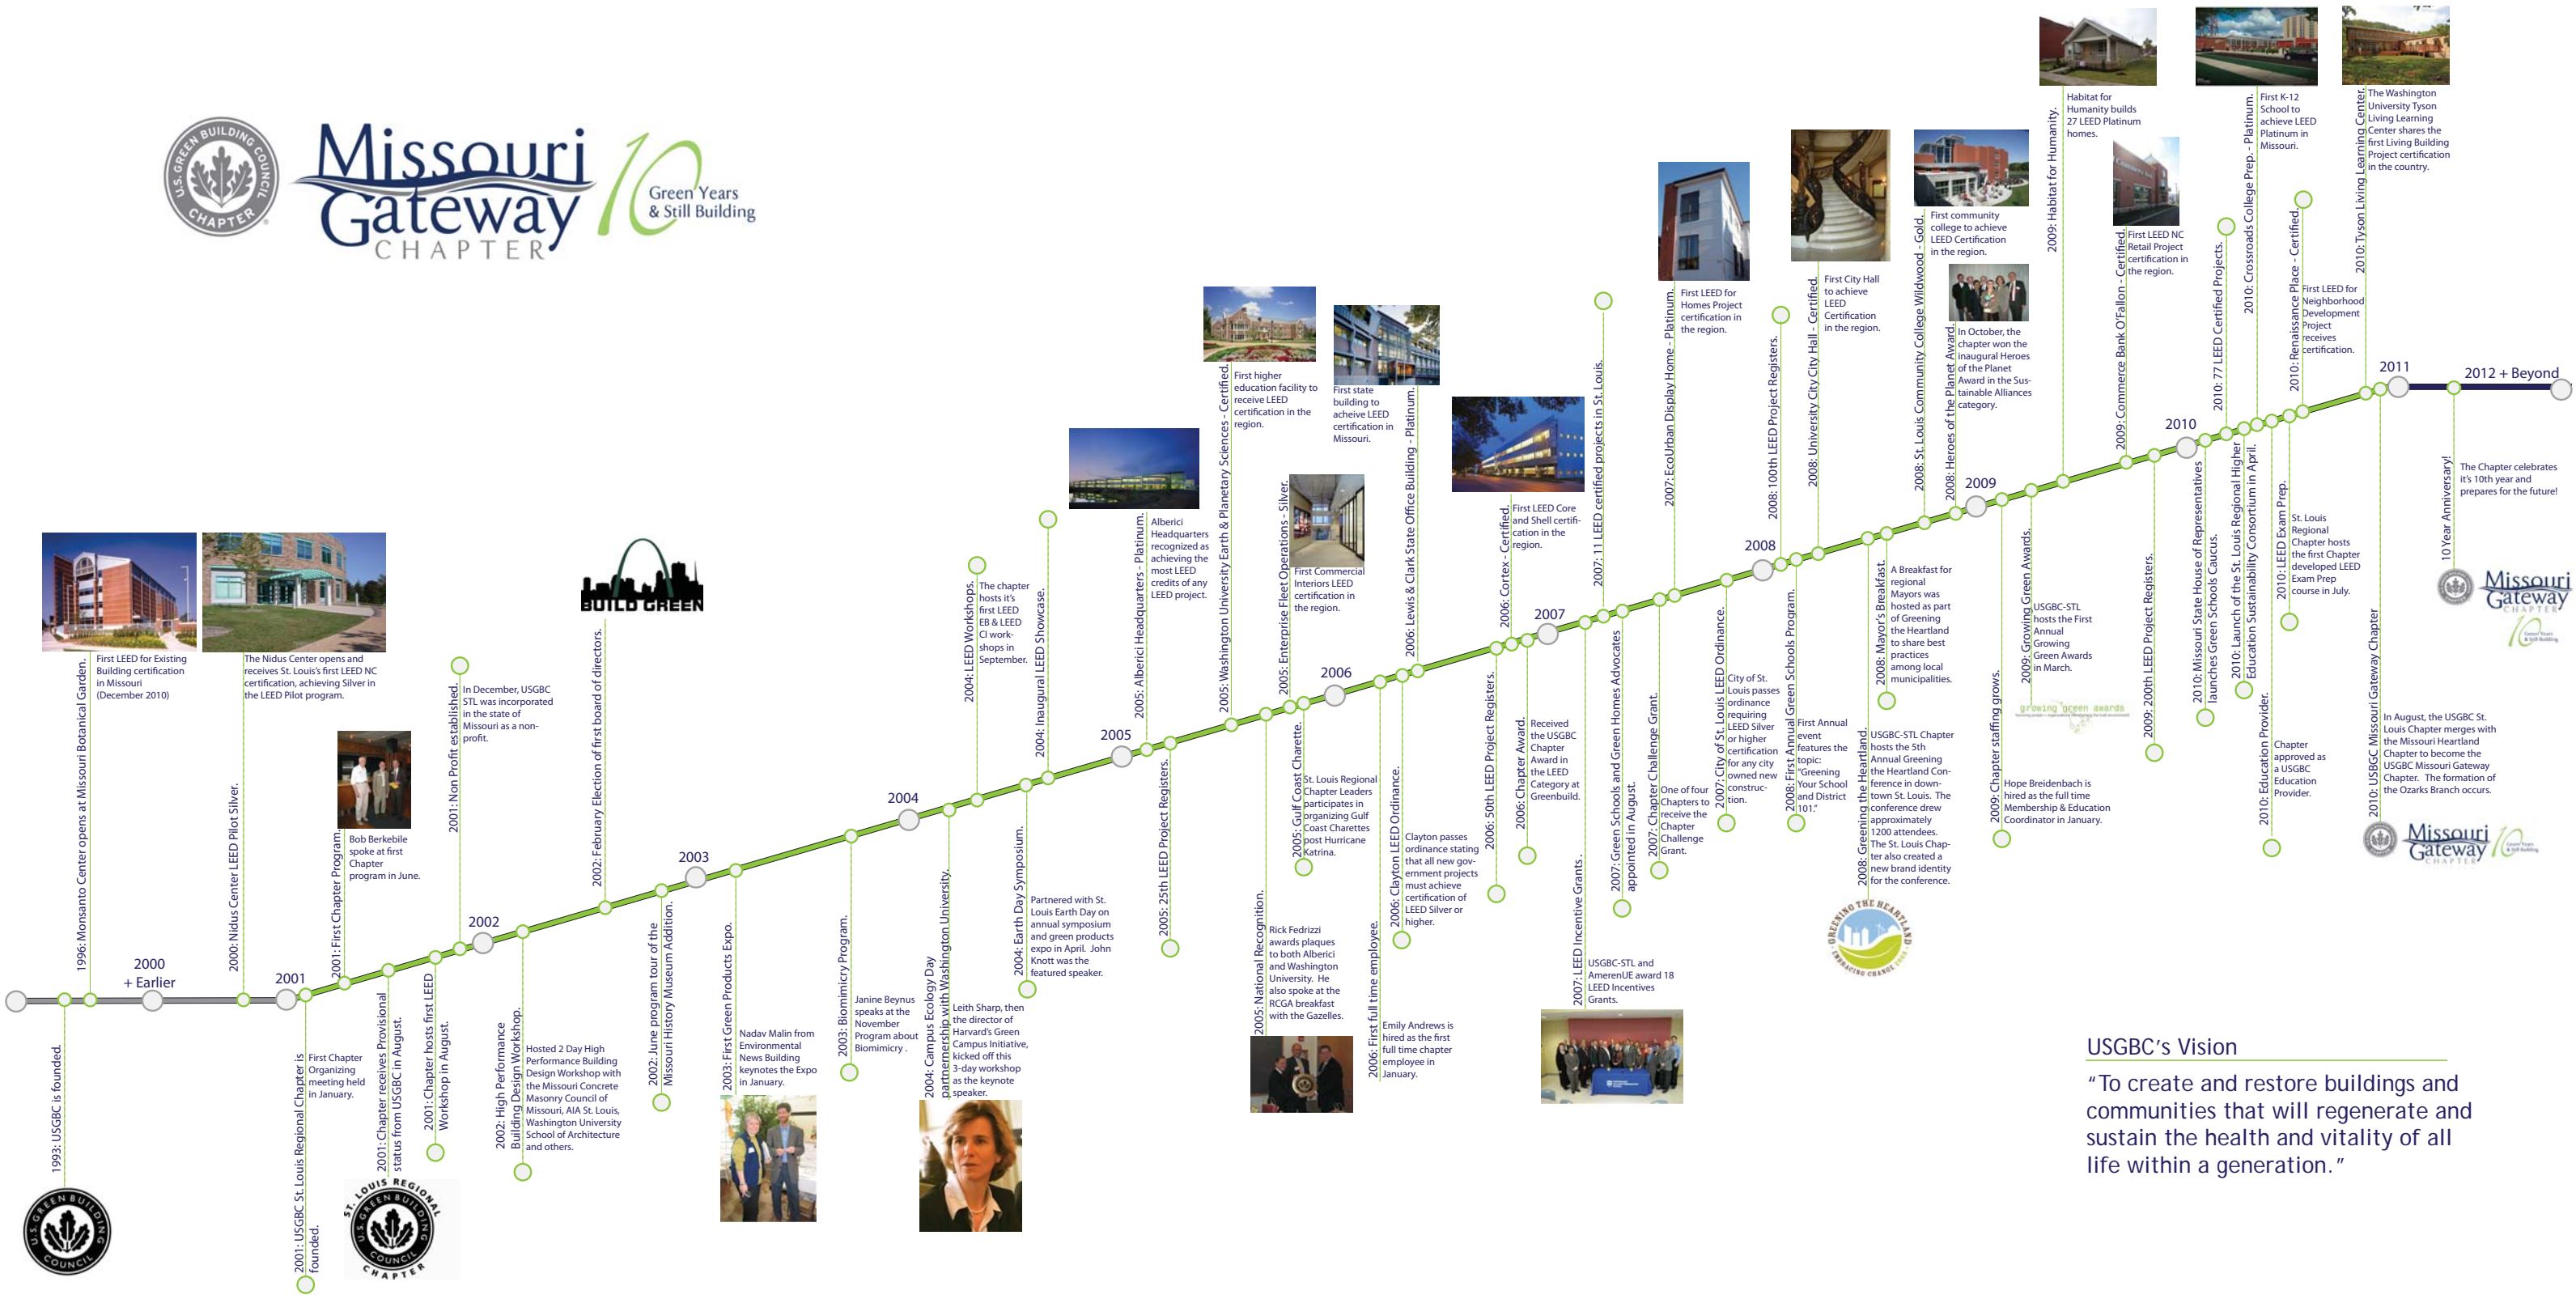 U.S. GREEN BUILDING COUNCIL
CHAPTER
Missouri
Gateway
CHAPTER
10
Green Years
& Still Building
1993: USGBC is founded.
U.S. GREEN BUILDING
COUNCIL
1996: Monsanto Center opens at Missouri Botanical Garden.
First LEED for Existing
Building certification
in Missouri
(December 2010)
2000
+ Earlier
2000: Nidus Center LEED Pilot Silver.
The Nidus Center opens and
receives St. Louis's first LEED NC
certification, achieving Silver in
the LEED Pilot program.
2001
2001: USGBC St. Louis Regional Chapter is
founded.
First Chapter
Organizing
meeting held
in January.
2001: First Chapter Program.
Bob Berkebile
spoke at first
Chapter
program in June.
2001: Chapter receives Provisional
status from USGBC in August.
ST. LOUIS REGIONAL
U.S. GREEN BUILDING
COUNCIL
CHAPTER
2001: Chapter hosts first LEED
Workshop in August.
2001: Non Profit established.
In December, USGBC
STL was incorporated
in the state of
Missouri as a non-
profit.
2002
2002: High Performance
Building Design Workshop.
Hosted 2 Day High
Performance Building
Design Workshop with
the Missouri Concrete
Masonry Council of
Missouri, AIA St. Louis,
Washington University
School of Architecture
and others.
BUILD GREEN
2002: February Election of first board of directors.
2002: June program tour of the
Missouri History Museum Addition.
2003
2003: First Green Products Expo.
Nadav Malin from
Environmental
News Building
keynotes the Expo
in January.
2003: Biomimicry Program.
Janine Beynus
speaks at the
November
Program about
Biomimicry .
2004
2004: Campus Ecology Day
partnernership with Washington University.
Leith Sharp, then
the director of
Harvard's Green
Campus Initiative,
kicked off this
3-day workshop
as the keynote
speaker.
2004: LEED Workshops.
The chapter
hosts it's
first LEED
EB & LEED
CI work-
shops in
September.
2004: Earth Day Symposium.
Partnered with St.
Louis Earth Day on
annual symposium
and green products
expo in April. John
Knott was the
featured speaker.
2004: Inaugural LEED Showcase.
2005
2005: Alberici Headquarters - Platinum.
Alberici
Headquarters
recognized as
achieving the
most LEED
credits of any
LEED project.
2005: 25th LEED Project Registers.
2005: Washington University Earth & Planetary Sciences - Certified.
First higher
education facility to
receive LEED
certification in the
region.
2005: National Recognition.
Rick Fedrizzi
awards plaques
to both Alberici
and Washington
University. He
also spoke at the
RCGA breakfast
with the Gazelles.
2005: Enterprise Fleet Operations - Silver.
First Commercial
Interiors LEED
certification in
the region.
2005: Gulf Coast Charette.
St. Louis Regional
Chapter Leaders
participates in
organizing Gulf
Coast Charettes
post Hurricane
Katrina.
2006
2006: First full time employee.
Emily Andrews is
hired as the first
full time chapter
employee in
January.
2006: Clayton LEED Ordinance.
Clayton passes
ordinance stating
that all new gov-
ernment projects
must achieve
certification of
LEED Silver or
higher.
2006: Lewis & Clark State Office Building - Platinum.
First state
building to
acheive LEED
certification in
Missouri.
2006: 50th LEED Project Registers.
2006: Cortex - Certified.
First LEED Core
and Shell certifi-
cation in the
region.
2006: Chapter Award.
Received
the USGBC
Chapter
Award in
the LEED
Category at
Greenbuild.
2007
2007: LEED Incentive Grants .
USGBC-STL and
AmerenUE award 18
LEED Incentives
Grants.
2007: 11 LEED certified projects in St. Louis.
2007: Green Schools and Green Homes Advocates
appointed in August.
2007: Chapter Challenge Grant.
One of four
Chapters to
receive the
Chapter
Challenge
Grant.
2007: EcoUrban Display Home - Platinum.
First LEED for
Homes Project
certification in
the region.
2007: City of St. Louis LEED Ordinance.
City of St.
Louis passes
ordinance
requiring
LEED Silver
or higher
certification
for any city
owned new
construc-
tion.
2008
2008: 100th LEED Project Registers.
2008: First Annual Green Schools Program.
First Annual
event
features the
topic:
"Greening
Your School
and District
101."
2008: University City City Hall - Certified.
First City Hall
to achieve
LEED
Certification
in the region.
2008: Greening the Heartland.
USGBC-STL Chapter
hosts the 5th
Annual Greening
the Heartland Con-
ference in down-
town St. Louis. The
conference drew
approximately
1200 attendees.
The St. Louis Chap-
ter also created a
new brand identity
for the conference.
GREENING THE HEARTLAND
EMBRACING CHANGE
2008: Mayor's Breakfast.
A Breakfast for
regional
Mayors was
hosted as part
of Greening
the Heartland
to share best
practices
among local
municipalities.
2008: St. Louis Community College Wildwood - Gold.
First community
college to achieve
LEED Certification
in the region.
2008: Heroes of the Planet Award.
In October, the
chapter won the
inaugural Heroes
of the Planet
Award in the Sus-
tainable Alliances
category.
2009
2009: Chapter staffing grows.
Hope Breidenbach is
hired as the full time
Membership & Education
Coordinator in January.
2009: Growing Green Awards.
USGBC-STL
hosts the First
Annual
Growing
Green Awards
in March.
growing green awards
2009: Habitat for Humanity.
Habitat for
Humanity builds
27 LEED Platinum
homes.
2009: Commerce Bank O'Fallon - Certified.
First LEED NC
Retail Project
certification in
the region.
2009: 200th LEED Project Registers.
2010
2010: Missouri State House of Representatives
launches Green Schools Caucus.
2010: 77 LEED Certified Projects.
2010: Launch of the St. Louis Regional Higher
Education Sustainability Consortium in April.
2010: Crossroads College Prep. - Platinum.
First K-12
School to
achieve LEED
Platinum in
Missouri.
2010: Education Provider.
Chapter
approved as
a USGBC
Education
Provider.
2010: LEED Exam Prep.
St. Louis
Regional
Chapter hosts
the first Chapter
developed LEED
Exam Prep
course in July.
2010: Renaissance Place - Certified.
First LEED for
Neighborhood
Development
Project
receives
certification.
2010: Tyson Living Learning Center.
The Washington
University Tyson
Living Learning
Center shares the
first Living Building
Project certification
in the country.
2010: USBGC Missouri Gateway Chapter
In August, the USGBC St.
Louis Chapter merges with
the Missouri Heartland
Chapter to become the
USGBC Missouri Gateway
Chapter. The formation of
the Ozarks Branch occurs.
Missouri
Gateway
CHAPTER
10
2011
10 Year Anniversary!
The Chapter celebrates
it's 10th year and
prepares for the future!
Missouri
Gateway
CHAPTER
10
2012 + Beyond
USGBC's Vision
"To create and restore buildings and
communities that will regenerate and
sustain the health and vitality of all
life within a generation."